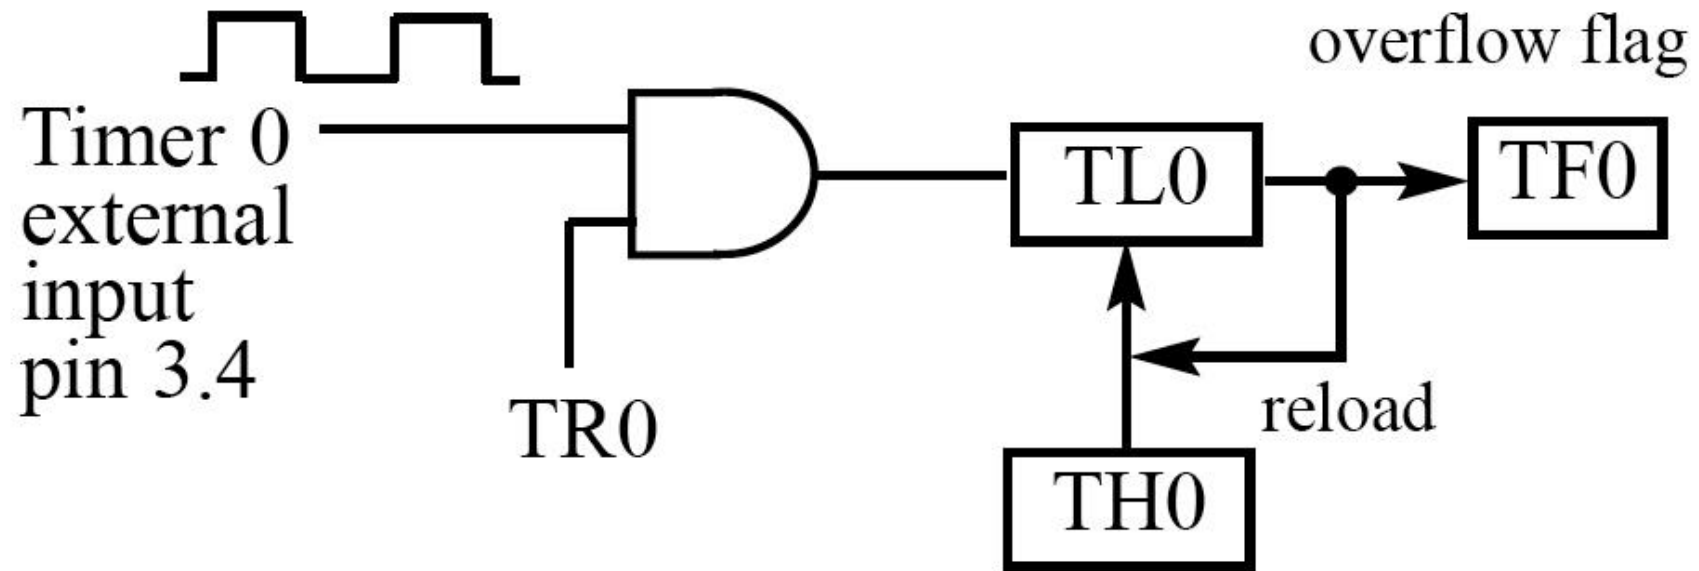 overflow flag
Timer 0
external
input
pin 3.4
TR0
TL0
TF0
reload
TH0